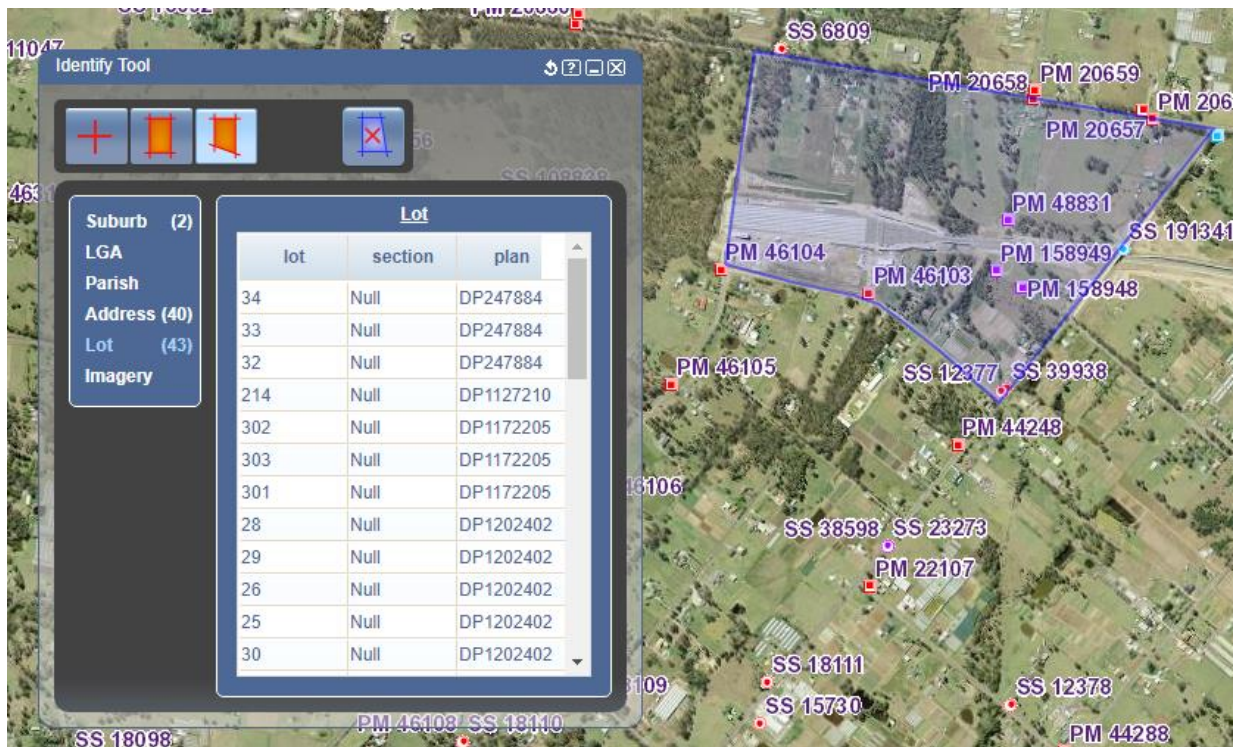 Identify Tool
Suburb (2)
LGA
Parish
Address (40)
Lot (43)
Imagery
Lot
lot section plan
34 Null DP247884
33 Null DP247884
32 Null DP247884
214 Null DP1127210
302 Null DP1172205
303 Null DP1172205
301 Null DP1172205
28 Null DP1202402
29 Null DP1202402
26 Null DP1202402
25 Null DP1202402
30 Null DP1202402
11047
SS 6809
PM 20658 PM 20659
PM 20657
SS 108838
PM 48831
SS 191341
PM 46104
PM 158949
PM 46103
PM 158948
PM 46105
SS 12377 SS 39938
PM 44248
46106
SS 38598 SS 23273
PM 22107
SS 18111
SS 12378
SS 15730
PM 46108 SS 18110
SS 18098
PM 44288